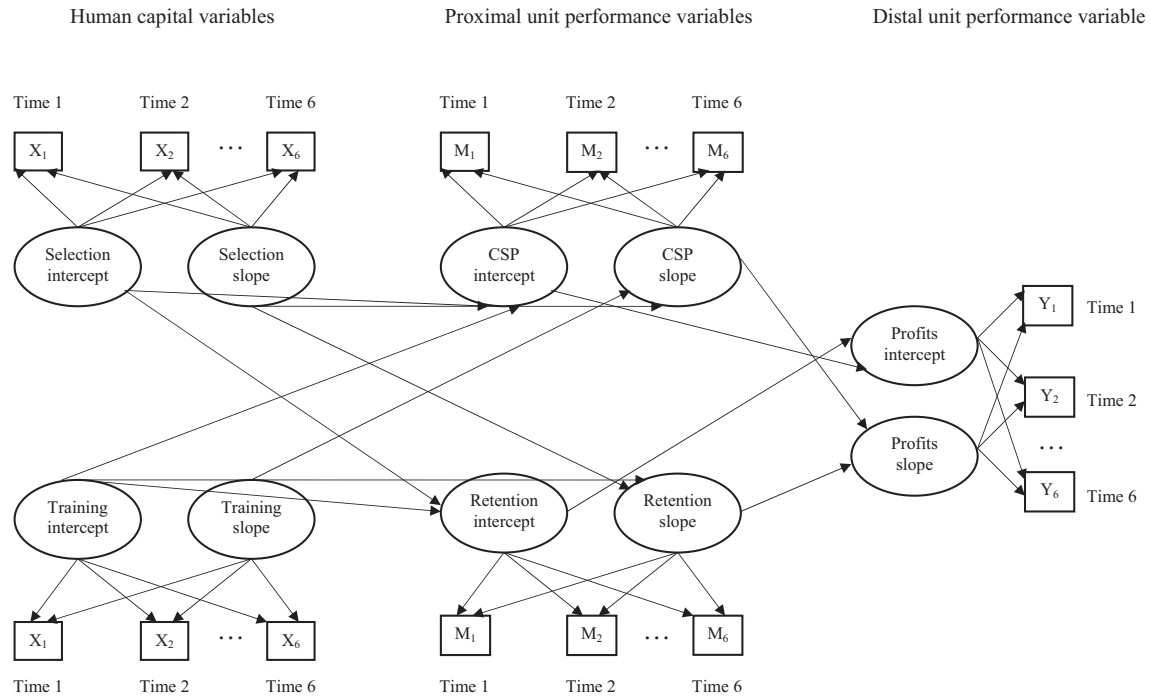 Human capital variables
Proximal unit performance variables
Distal unit performance variable
Time 1
Time 2
Time 6
Time 1
Time 2
Time 6
X₁
X₂
...
X₆
M₁
M₂
...
M₆
Selection
intercept
Selection
slope
CSP
intercept
CSP
slope
Profits
intercept
Profits
slope
Y₁
Time 1
Y₂
Time 2
...
Y₆
Time 6
Training
intercept
Training
slope
Retention
intercept
Retention
slope
X₁
X₂
...
X₆
M₁
M₂
...
M₆
Time 1
Time 2
Time 6
Time 1
Time 2
Time 6